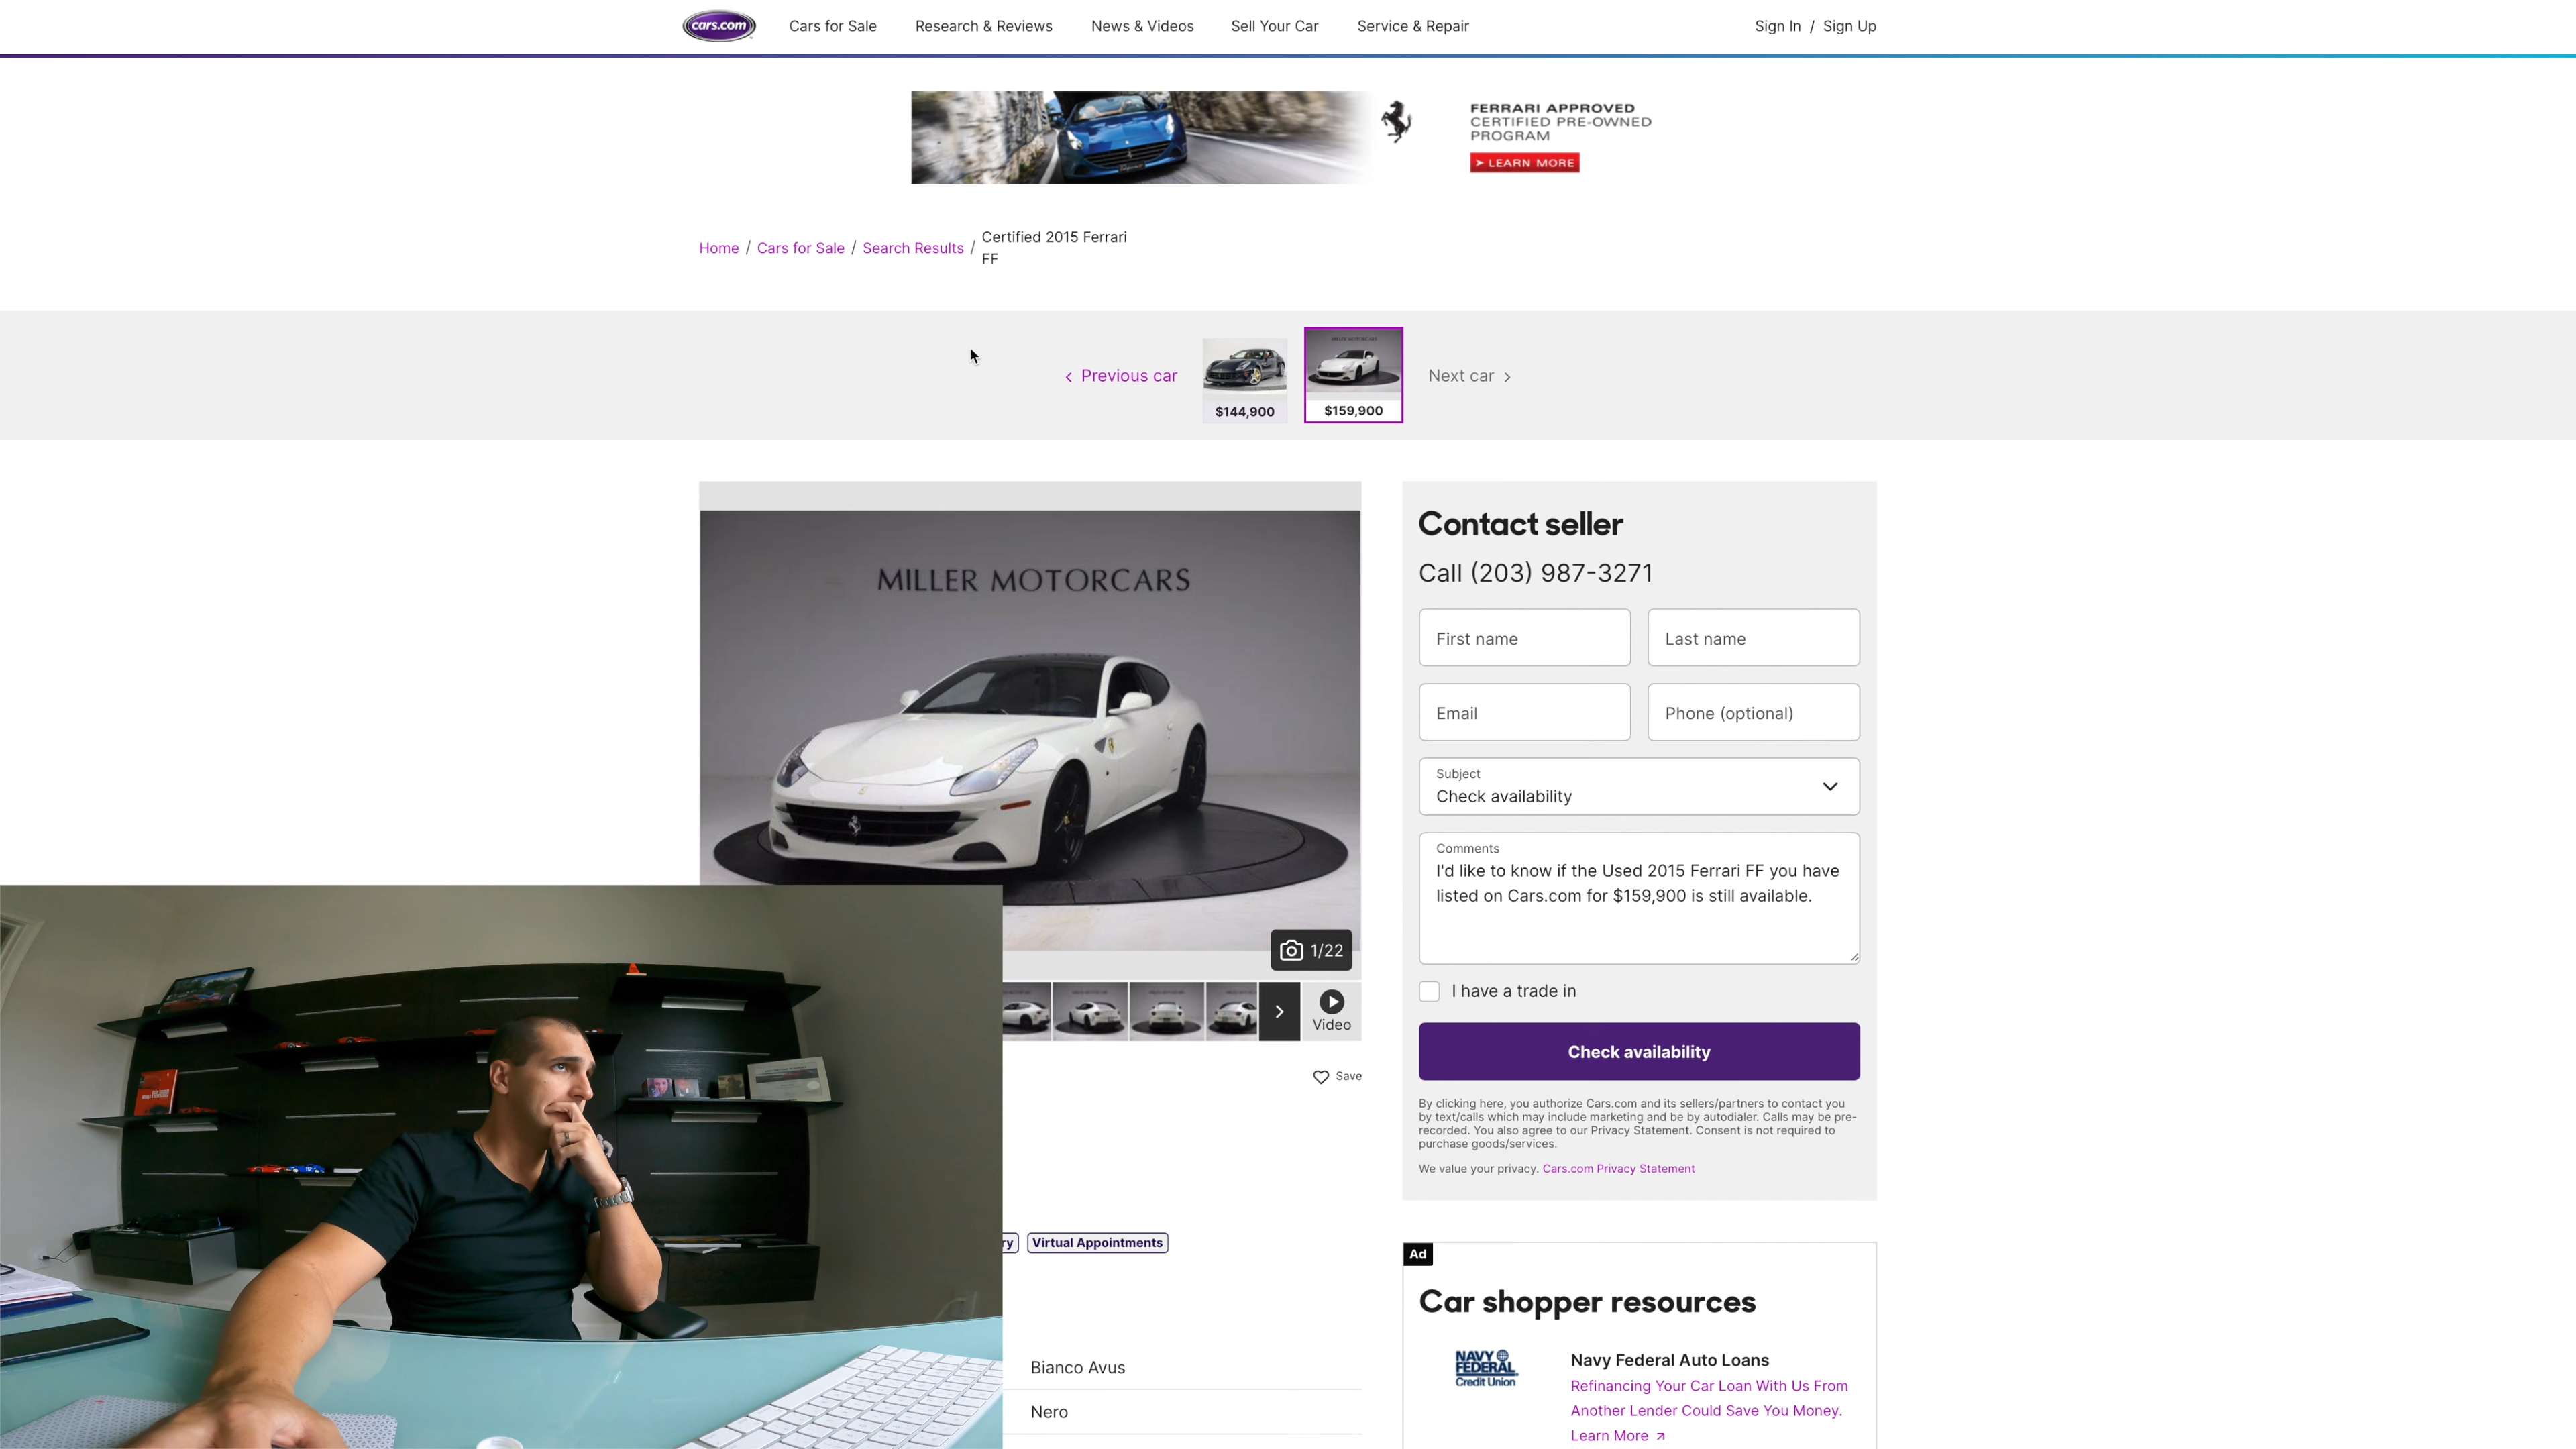 cars.com
Cars for Sale
Research & Reviews
News & Videos
Sell Your Car
Service & Repair
Sign In / Sign Up
FERRARI APPROVED
CERTIFIED PRE-OWNED
PROGRAM
LEARN MORE
Home / Cars for Sale / Search Results /
Certified 2015 Ferrari
FF
Previous car
$144,900
MILLER MOTORCARS
$159,900
Next car
MILLER MOTORCARS
1/22
Video
Save
ry
Virtual Appointments
Bianco Avus
Nero
Contact seller
Call (203) 987-3271
First name
Last name
Email
Phone (optional)
Subject
Check availability
Comments
I'd like to know if the Used 2015 Ferrari FF you have
listed on Cars.com for $159,900 is still available.
I have a trade in
Check availability
By clicking here, you authorize Cars.com and its sellers/partners to contact you
by text/calls which may include marketing and be by autodialer. Calls may be pre-
recorded. You also agree to our Privacy Statement. Consent is not required to
purchase goods/services.
We value your privacy. Cars.com Privacy Statement
Ad
Car shopper resources
NAVY
FEDERAL
Credit Union
Navy Federal Auto Loans
Refinancing Your Car Loan With Us From
Another Lender Could Save You Money.
Learn More